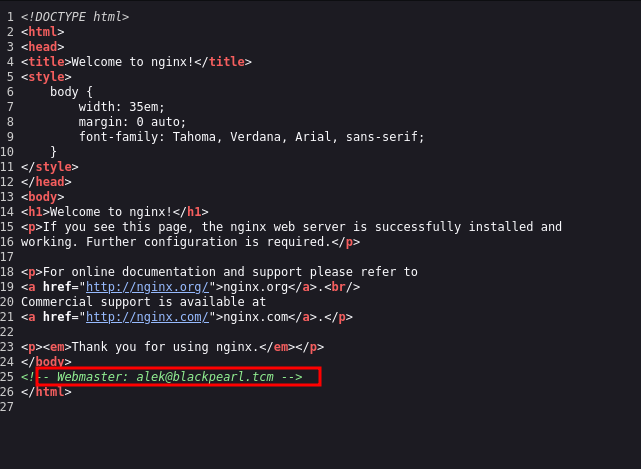 1 <!DOCTYPE html>
2 <html>
3 <head>
4 <title>Welcome to nginx!</title>
5 <style>
6     body {
7         width: 35em;
8         margin: 0 auto;
9         font-family: Tahoma, Verdana, Arial, sans-serif;
10     }
11 </style>
12 </head>
13 <body>
14 <h1>Welcome to nginx!</h1>
15 <p>If you see this page, the nginx web server is successfully installed and
16 working. Further configuration is required.</p>
17
18 <p>For online documentation and support please refer to
19 <a href="http://nginx.org/">nginx.org</a>.<br/>
20 Commercial support is available at
21 <a href="http://nginx.com/">nginx.com</a>.</p>
22
23 <p><em>Thank you for using nginx.</em></p>
24 </body>
25 <!-- Webmaster: alek@blackpearl.tcm -->
26 </html>
27